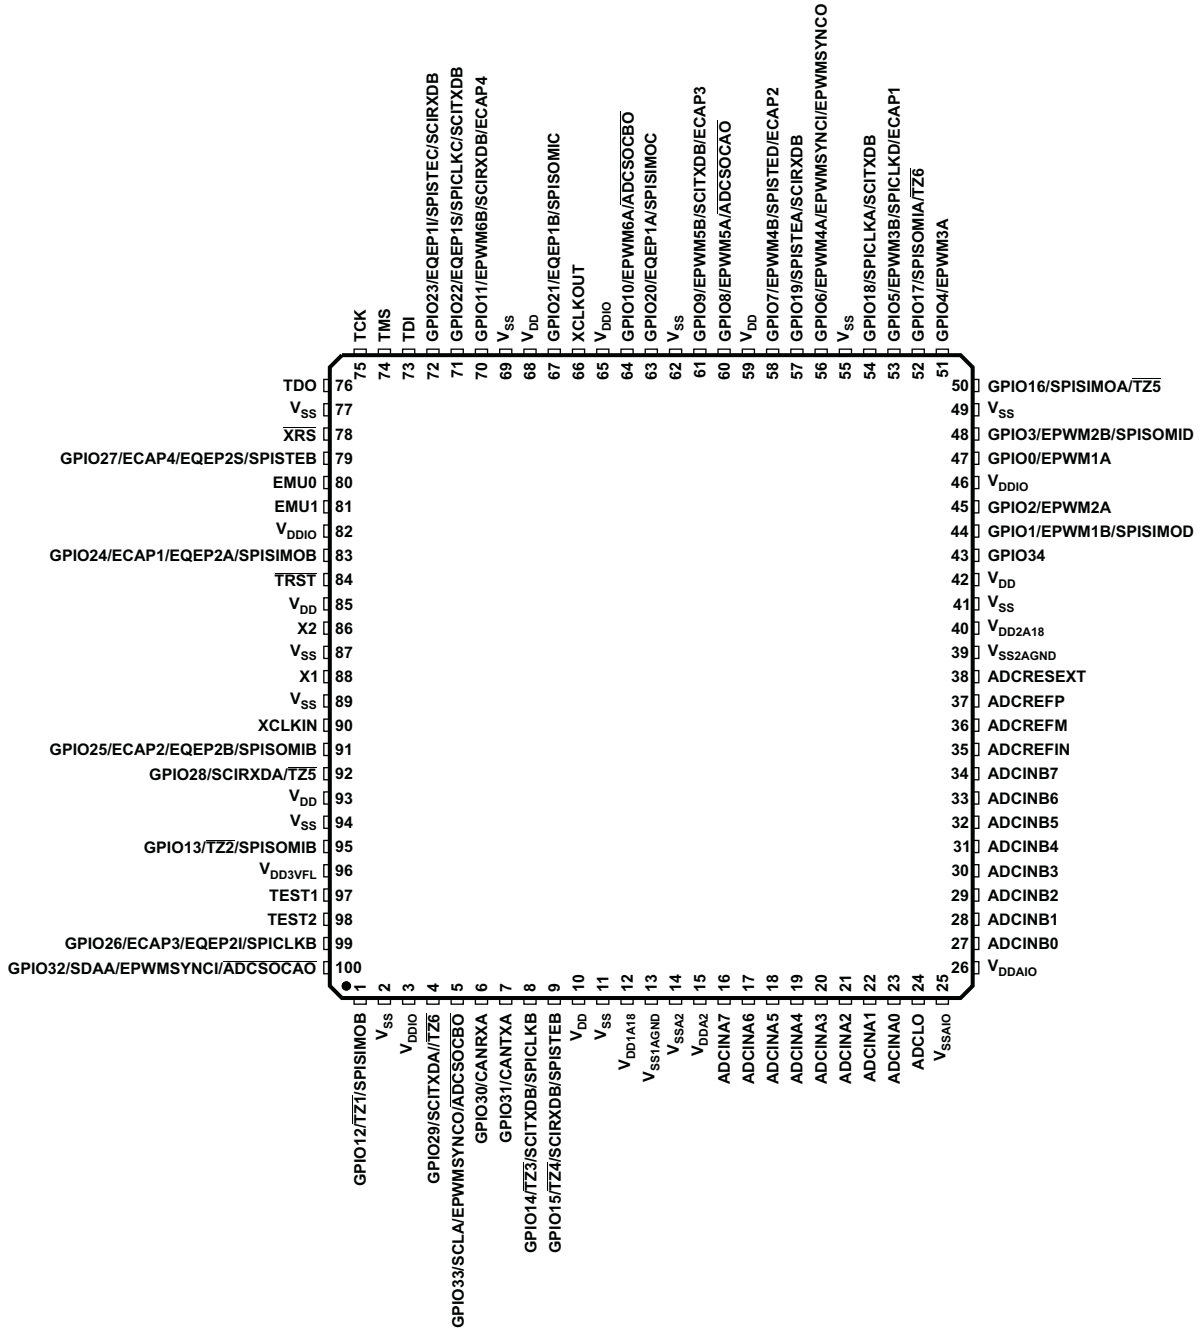 GPIO6/EPWM4A/EPWMSYNCI/EPWMSYNCO
GPIO23/EQEP1I/SPISTEC/SCIRXDB
GPIO22/EQEP1S/SPICLKC/SCITXDB
GPIO11/EPWM6B/SCIRXDB/ECAP4
GPIO21/EQEP1B/SPISOMIC
GPIO10/EPWM6A/ADCSOCBO
GPIO20/EQEP1A/SPISIMOC
GPIO9/EPWM5B/SCITXDB/ECAP3
GPIO8/EPWM5A/ADCSOCAO
GPIO7/EPWM4B/SPISTED/ECAP2
GPIO19/SPISTEA/SCIRXDB
GPIO18/SPICLKA/SCITXDB
GPIO5/EPWM3B/SPICLKD/ECAP1
GPIO17/SPISOMIA/TZ6
GPIO4/EPWM3A
TCK
TMS
TDI
VSS
VDD
XCLKOUT
VDDIO
VSS
VDD
VSS
75
74
73
72
71
70
69
68
67
66
65
64
63
62
61
60
59
58
57
56
55
54
53
52
51
TDO 76
VSS 77
XRS 78
GPIO27/ECAP4/EQEP2S/SPISTEB 79
EMU0 80
EMU1 81
VDDIO 82
GPIO24/ECAP1/EQEP2A/SPISIMOB 83
TRST 84
VDD 85
X2 86
VSS 87
X1 88
VSS 89
XCLKIN 90
GPIO25/ECAP2/EQEP2B/SPISOMIB 91
GPIO28/SCIRXDA/TZ5 92
VDD 93
VSS 94
GPIO13/TZ2/SPISOMIB 95
VDD3VFL 96
TEST1 97
TEST2 98
GPIO26/ECAP3/EQEP2I/SPICLKB 99
GPIO32/SDAA/EPWMSYNCI/ADCSOCAO 100
50 GPIO16/SPISIMOA/TZ5
49 VSS
48 GPIO3/EPWM2B/SPISOMID
47 GPIO0/EPWM1A
46 VDDIO
45 GPIO2/EPWM2A
44 GPIO1/EPWM1B/SPISIMOD
43 GPIO34
42 VDD
41 VSS
40 VDD2A18
39 VSS2AGND
38 ADCRESEXT
37 ADCREFP
36 ADCREFM
35 ADCREFIN
34 ADCINB7
33 ADCINB6
32 ADCINB5
31 ADCINB4
30 ADCINB3
29 ADCINB2
28 ADCINB1
27 ADCINB0
26 VDDAIO
1
2
3
4
5
6
7
8
9
10
11
12
13
14
15
16
17
18
19
20
21
22
23
24
25
GPIO12/TZ1/SPISIMOB
VSS
VDDIO
GPIO29/SCITXDA//TZ6
GPIO33/SCLA/EPWMSYNCO/ADCSOCBO
GPIO30/CANRXA
GPIO31/CANTXA
GPIO14/TZ3/SCITXDB/SPICLKB
GPIO15/TZ4/SCIRXDB/SPISTEB
VDD
VSS
VDD1A18
VSS1AGND
VSSA2
VDDA2
ADCINA7
ADCINA6
ADCINA5
ADCINA4
ADCINA3
ADCINA2
ADCINA1
ADCINA0
ADCLO
VSSAIO